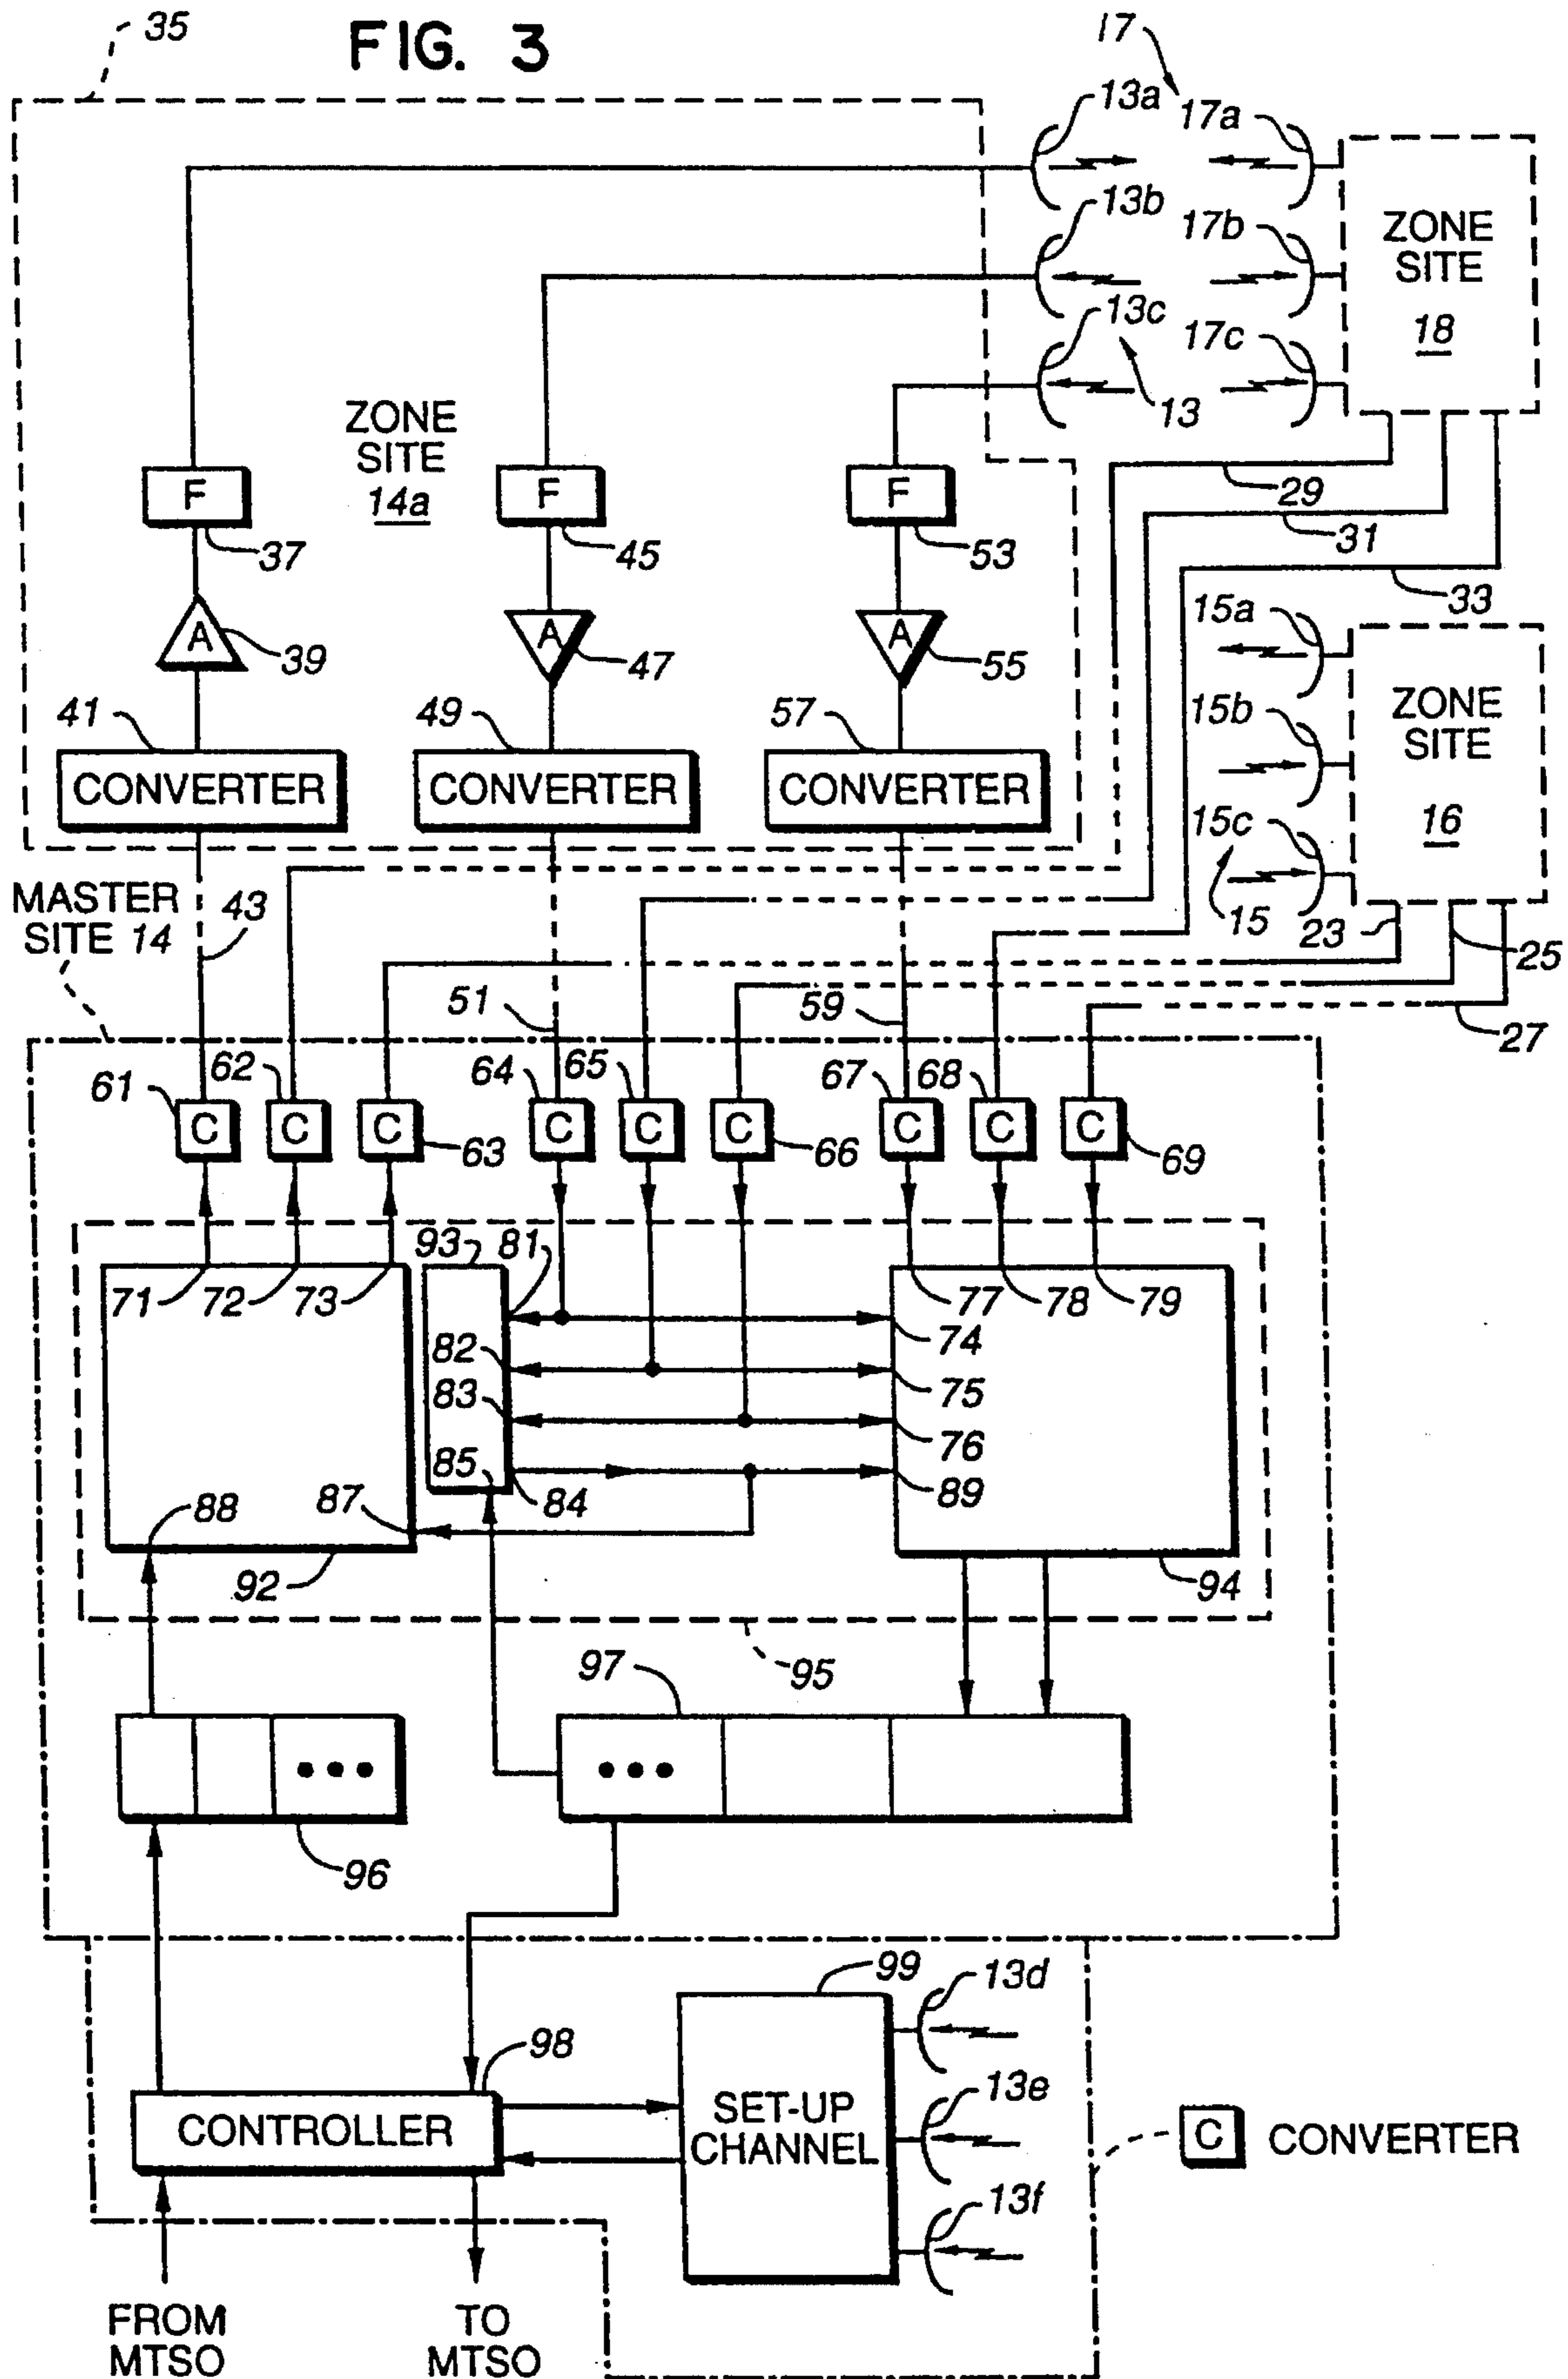 FIG. 3
35
17
13a
17a
13b
17b
ZONE
SITE
18
13c
17c
13
ZONE
SITE
14a
F
37
F
45
F
53
29
31
33
A
39
A
47
A
55
15a
15b
15c
15
ZONE
SITE
16
41
49
57
CONVERTER
CONVERTER
CONVERTER
MASTER
SITE 14
43
23
25
51
59
27
61
62
64
65
67
68
C
C
C
C
C
C
C
C
C
63
66
69
93
81
71
72
73
77
78
79
74
82
75
83
76
85
84
89
87
88
92
94
95
97
96
99
13d
98
13e
CONTROLLER
SET-UP
CHANNEL
C CONVERTER
13f
FROM
MTSO
TO
MTSO